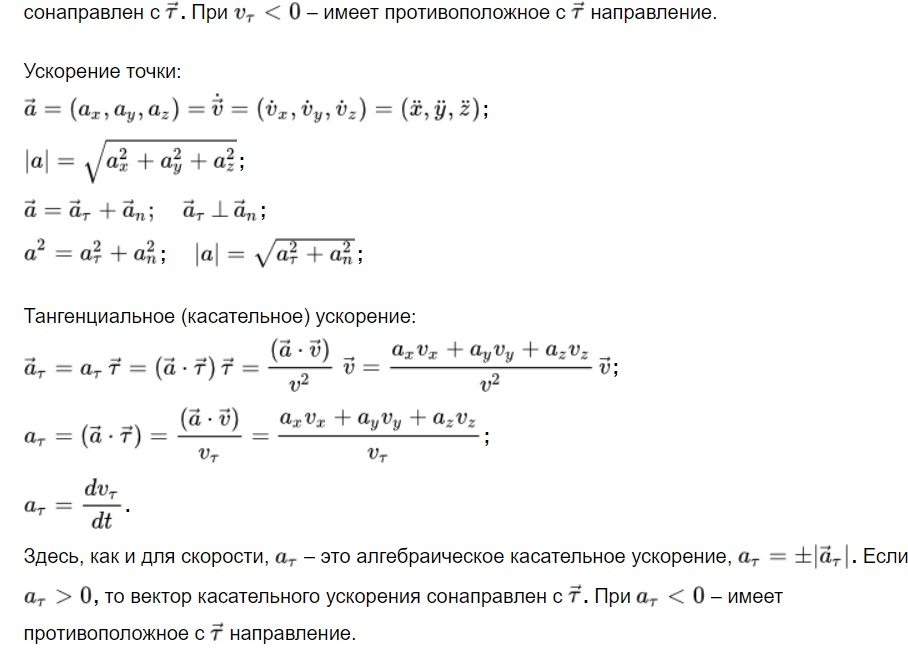 сонаправлен с $\vec{\tau}$. При $v_\tau < 0$ – имеет противоположное с $\vec{\tau}$ направление.
Ускорение точки:
$\vec{a} = (a_x, a_y, a_z) = \dot{\vec{v}} = (\dot{v}_x, \dot{v}_y, \dot{v}_z) = (\ddot{x}, \ddot{y}, \ddot{z})$;
$|a| = \sqrt{a_x^2 + a_y^2 + a_z^2}$;
$\vec{a} = \vec{a}_\tau + \vec{a}_n; \quad \vec{a}_\tau \perp \vec{a}_n$;
$a^2 = a_\tau^2 + a_n^2$; $|a| = \sqrt{a_\tau^2 + a_n^2}$;
Тангенциальное (касательное) ускорение:
$\vec{a}_\tau = a_\tau \vec{\tau} = (\vec{a} \cdot \vec{\tau}) \vec{\tau} = \frac{(\vec{a} \cdot \vec{v})}{v^2} \vec{v} = \frac{a_x v_x + a_y v_y + a_z v_z}{v^2} \vec{v}$;
$a_\tau = (\vec{a} \cdot \vec{\tau}) = \frac{(\vec{a} \cdot \vec{v})}{v_\tau} = \frac{a_x v_x + a_y v_y + a_z v_z}{v_\tau}$;
$a_\tau = \frac{dv_\tau}{dt}$.
Здесь, как и для скорости, $a_\tau$ – это алгебраическое касательное ускорение, $a_\tau = \pm|\vec{a}_\tau|$. Если
$a_\tau > 0$, то вектор касательного ускорения сонаправлен с $\vec{\tau}$. При $a_\tau < 0$ – имеет
противоположное с $\vec{\tau}$ направление.